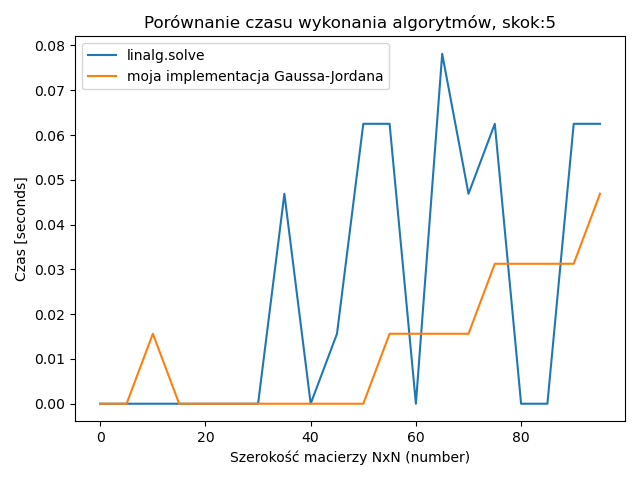 Porównanie czasu wykonania algorytmów, skok:5
linalg.solve
moja implementacja Gaussa-Jordana
Czas [seconds]
0.08
0.07
0.06
0.05
0.04
0.03
0.02
0.01
0.00
0
20
40
60
80
Szerokość macierzy NxN (number)